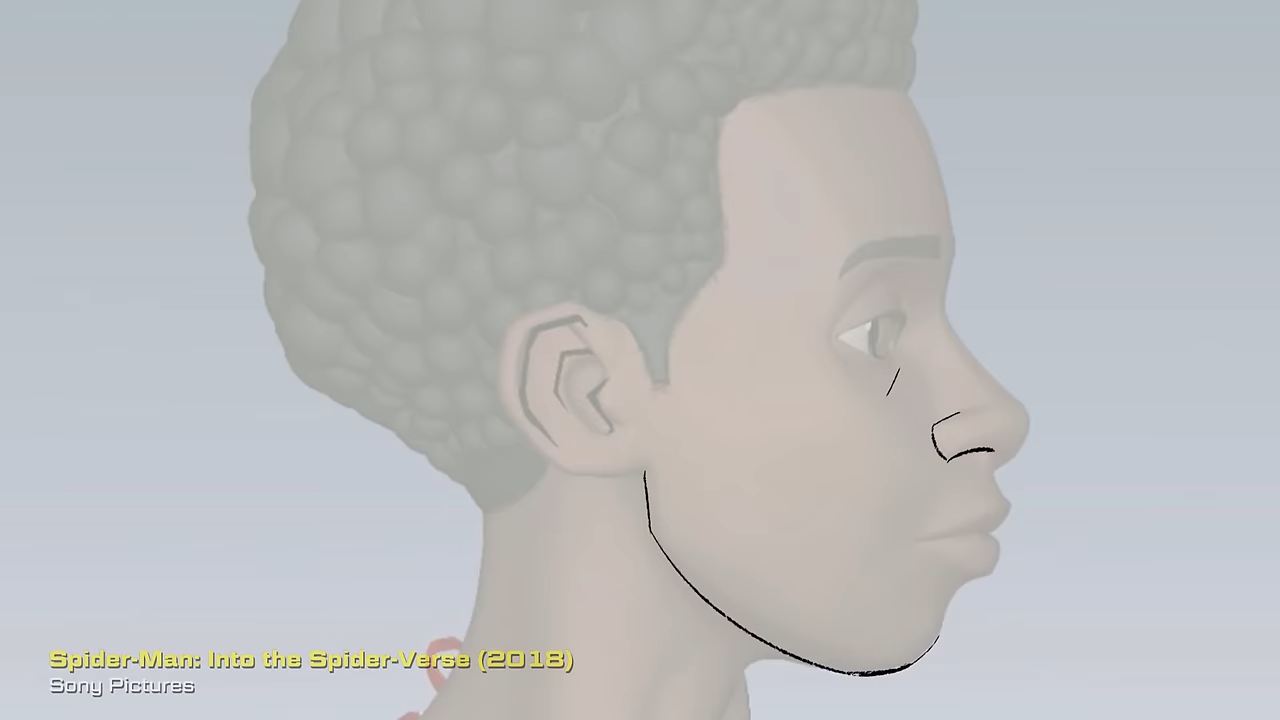 Spider-Man: Into the Spider-Verse (2018)
Sony Pictures